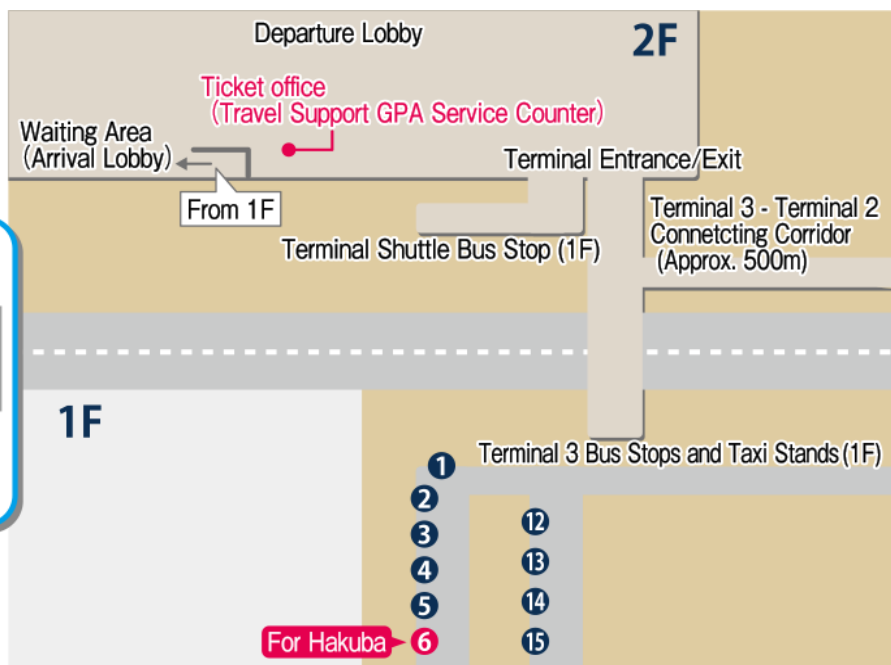 Departure Lobby
2F
Ticket office
(Travel Support GPA Service Counter)
Waiting Area
(Arrival Lobby)
From 1F
Terminal Entrance/Exit
Terminal Shuttle Bus Stop (1F)
Terminal 3 - Terminal 2
Connetcting Corridor
(Approx. 500m)
1F
Terminal 3 Bus Stops and Taxi Stands (1F)
1
2
3
4
5
For Hakuba
6
12
13
14
15